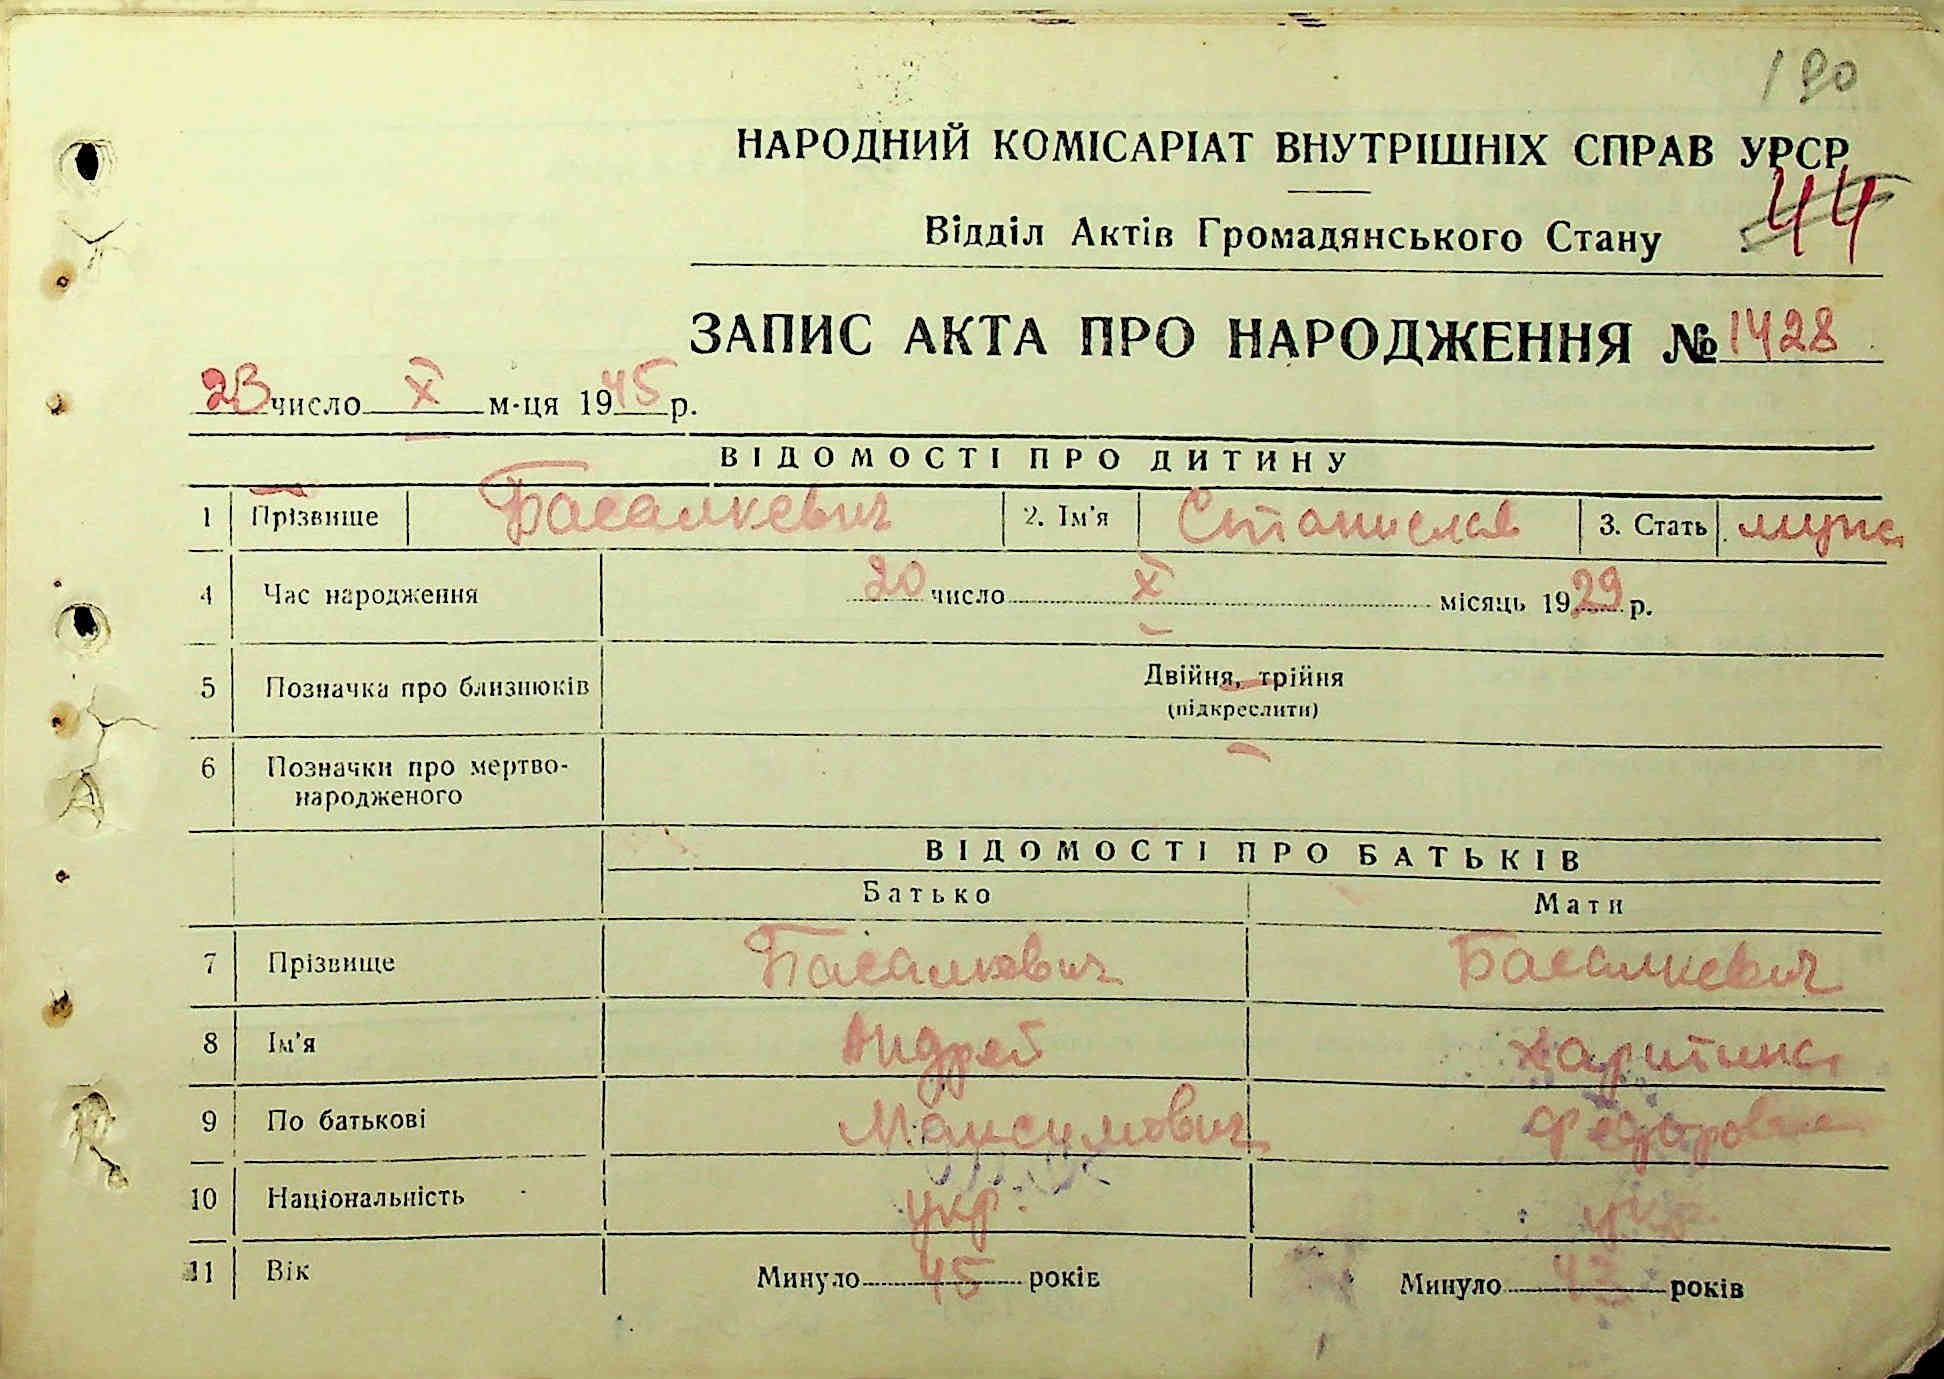 190
НАРОДНИЙ КОМІСАРІАТ ВНУТРІШНІХ СПРАВ УРСР
44
Відділ Актів Громадянського Стану
ЗАПИС АКТА ПРО НАРОДЖЕННЯ № 1428
23 число X м-ця 1945 р.
ВІДОМОСТІ ПРО ДИТИНУ
1 Прізвище Басалкевич 2. Ім'я Станислав 3. Стать муж.
4 Час народження 20 число X місяць 1929 р.
5 Позначка про близнюків Двійня, трійня
(підкреслити)
6 Позначки про мертво-
народженого
ВІДОМОСТІ ПРО БАТЬКІВ
Батько Мати
7 Прізвище Басалкевич Басалкевич
8 Ім'я Андрей Харитина
9 По батькові Максимович Федоровна
10 Національність укр. укр.
11 Вік Минуло 45 років Минуло 43 років